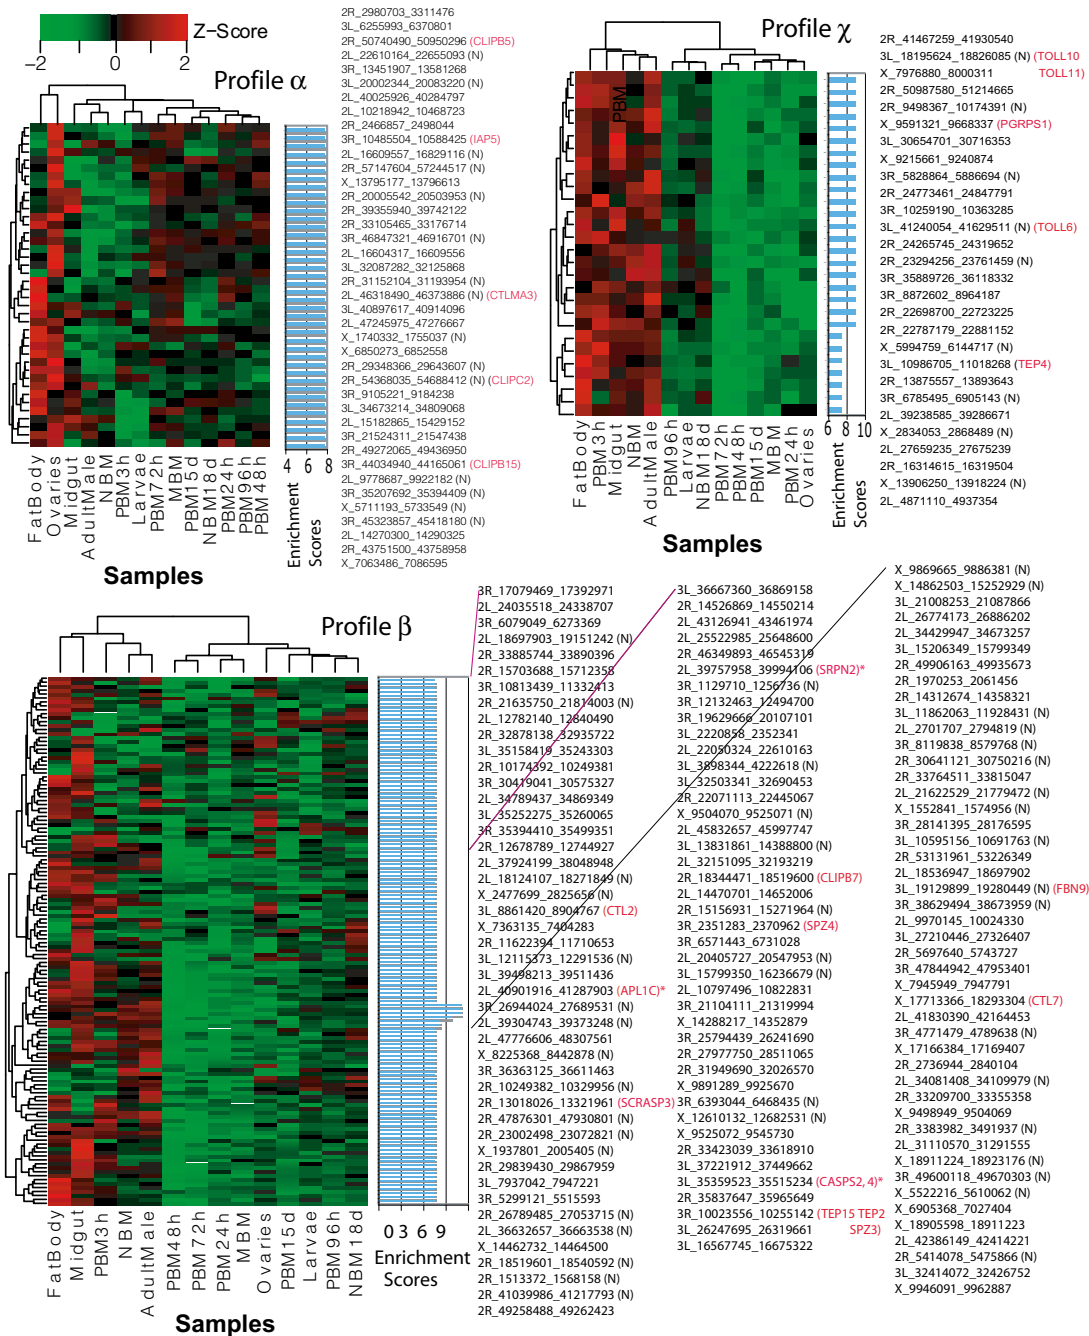 Z-Score
−2 0 2
Profile α
2R_2980703_3311476
3L_6255993_6370801
2R_50740490_50950296 (CLIPB5)
2L_22610164_22655093 (N)
3R_13451907_13581268
3L_20002344_20083220 (N)
2L_40025926_40284797
2L_10218942_10468723
2R_2466857_2498044
3R_10485504_10588425 (IAP5)
2L_16609557_16829116 (N)
2R_57147604_57244517 (N)
X_13795177_13796613
2R_20005542_20503953 (N)
2R_39355940_39742122
2R_33105465_33176714
3R_46847321_46916701 (N)
2L_16604317_16609556
3L_32087282_32125868
2R_31152104_31193954 (N)
2L_46318490_46373886 (N) (CTLMA3)
3L_40897617_40914096
2L_47245975_47276667
X_1740332_1755037 (N)
X_6850273_6852558
2R_29348366_29643607 (N)
2R_54368035_54688412 (N) (CLIPC2)
3R_9105221_9184238
3L_34673214_34809068
2L_15182865_15429152
3R_21524311_21547438
2R_49272065_49436950
3R_44034940_44165061 (CLIPB15)
2L_9778687_9922182 (N)
3R_35207692_35394409 (N)
X_5711193_5733549 (N)
3R_45323857_45418180 (N)
2L_14270300_14290325
2R_43751500_43758958
X_7063486_7086595
FatBody
Ovaries
Midgut
AdultMale
NBM
PBM3h
Larvae
PBM72h
MBM
PBM15d
NBM18d
PBM24h
PBM96h
PBM48h
4 6 8
Enrichment
Scores
Samples
Profile χ
PBM
2R_41467259_41930540
3L_18195624_18826085 (N) (TOLL10
X_7976880_8000311 TOLL11)
2R_50987580_51214665
2R_9498367_10174391 (N)
X_9591321_9668337 (PGRPS1)
3L_30654701_30716353
X_9215661_9240874
3R_5828864_5886694 (N)
2R_24773461_24847791
3R_10259190_10363285
3L_41240054_41629511 (N) (TOLL6)
2R_24265745_24319652
2R_23294256_23761459 (N)
3R_35889726_36118332
3R_8872602_8964187
2R_22698700_22723225
2R_22787179_22881152
X_5994759_6144717 (N)
3L_10986705_11018268 (TEP4)
2R_13875557_13893643
3R_6785495_6905143 (N)
2L_39238585_39286671
X_2834053_2868489 (N)
2L_27659235_27675239
2R_16314615_16319504
X_13906250_13918224 (N)
2L_4871110_4937354
FatBody
PBM3h
Midgut
NBM
AdultMale
PBM96h
Larvae
NBM18d
PBM72h
PBM48h
PBM15d
MBM
PBM24h
Ovaries
6 8 10
Enrichment
Scores
Samples
Profile β
3R_17079469_17392971
2L_24035518_24338707
3R_6079049_6273369
2L_18697903_19151242 (N)
2R_33885744_33890396
2R_15703688_15712358
3R_10813439_11332413
2R_21635750_21814003 (N)
2L_12782140_12840490
2R_32878138_32935722
3L_35158419_35243303
2R_10174392_10249381
3R_30419041_30575327
2L_34789437_34869349
3L_35252275_35260065
3R_35394410_35499351
2R_12678789_12744927
2L_37924199_38048948
2L_18124107_18271849 (N)
X_2477699_2825656 (N)
3L_8861420_8904767 (CTL2)
X_7363135_7404283
2R_11622394_11710653
3L_12115373_12291536 (N)
3L_39498213_39511436
2L_40901916_41287903 (APL1C)*
3R_26944024_27689531 (N)
2L_39304743_39373248 (N)
2L_47776606_48307561
X_8225368_8442878 (N)
3R_36363125_36611463
2R_10249382_10329956 (N)
2R_13018026_13321961 (SCRASP3)
2R_47876301_47930801 (N)
2R_23002498_23072821 (N)
X_1937801_2005405 (N)
2R_29839430_29867959
3L_7937042_7947221
3R_5299121_5515593
2R_26789485_27053715 (N)
2L_36632657_36663538 (N)
X_14462732_14464500
2R_18519601_18540592 (N)
2R_1513372_1568158 (N)
2R_41039986_41217793 (N)
2R_49258488_49262423
3L_36667360_36869158
2R_14526869_14550214
2L_43126941_43461974
2L_25522985_25648600
2R_46349893_46545319
2L_39757958_39994106 (SRPN2)*
3R_1129710_1256736 (N)
3R_12132463_12494700
3R_19629666_20107101
3L_2220858_2352341
2L_22050324_22610163
3L_3898344_4222618 (N)
3L_32503341_32690453
2R_22071113_22445067
X_9504070_9525071 (N)
2L_45832657_45997747
3L_13831861_14388800 (N)
2L_32151095_32193219
2R_18344471_18519600 (CLIPB7)
2L_14470701_14652006
2R_15156931_15271964 (N)
3R_2351283_2370962 (SPZ4)
3R_6571443_6731028
2L_20405727_20547953 (N)
3L_15799350_16236679 (N)
2L_10797496_10822831
3R_21104111_21319994
X_14288217_14352879
3R_25794439_26241690
2R_27977750_28511065
2R_31949690_32026570
X_9891289_9925670
3R_6393044_6468435 (N)
X_12610132_12682531 (N)
X_9525072_9545730
2R_33423039_33618910
3L_37221912_37449662
3L_35359523_35515234 (CASPS2, 4)*
2R_35837647_35965649
3R_10023556_10255142 (TEP15 TEP2
3L_26247695_26319661 SPZ3)
3L_16567745_16675322
X_9869665_9886381 (N)
X_14862503_15252929 (N)
3L_21008253_21087866
2L_26774173_26886202
2L_34429947_34673257
3L_15206349_15799349
2R_49906163_49935673
2R_1970253_2061456
2R_14312674_14358321
3L_11862063_11928431 (N)
2L_2701707_2794819 (N)
3R_8119838_8579768 (N)
2R_30641121_30750216 (N)
2R_33764511_33815047
2L_21622529_21779472 (N)
X_1552841_1574956 (N)
3R_28141395_28176595
3L_10595156_10691763 (N)
2R_53131961_53226349
2L_18536947_18697902
3L_19129899_19280449 (N) (FBN9)
3R_38629494_38673959 (N)
2L_9970145_10024330
3L_27210446_27326407
2R_5697640_5743727
3R_47844942_47953401
X_7945949_7947791
X_17713366_18293304 (CTL7)
2L_41830390_42164453
3R_4771479_4789638 (N)
X_17166384_17169407
2R_2736944_2840104
2L_34081408_34109979 (N)
2R_33209700_33355358
X_9498949_9504069
2R_3383982_3491937 (N)
2L_31110570_31291555
X_18911224_18923176 (N)
3R_49600118_49670303 (N)
X_5522216_5610062 (N)
X_6905368_7027404
X_18905598_18911223
2L_42386149_42414221
2R_5414078_5475866 (N)
3L_32414072_32426752
X_9946091_9962887
FatBody
Midgut
PBM3h
NBM
AdultMale
PBM48h
PBM72h
PBM24h
MBM
Ovaries
PBM15d
Larvae
PBM96h
NBM18d
0 3 6 9
Enrichment
Scores
Samples